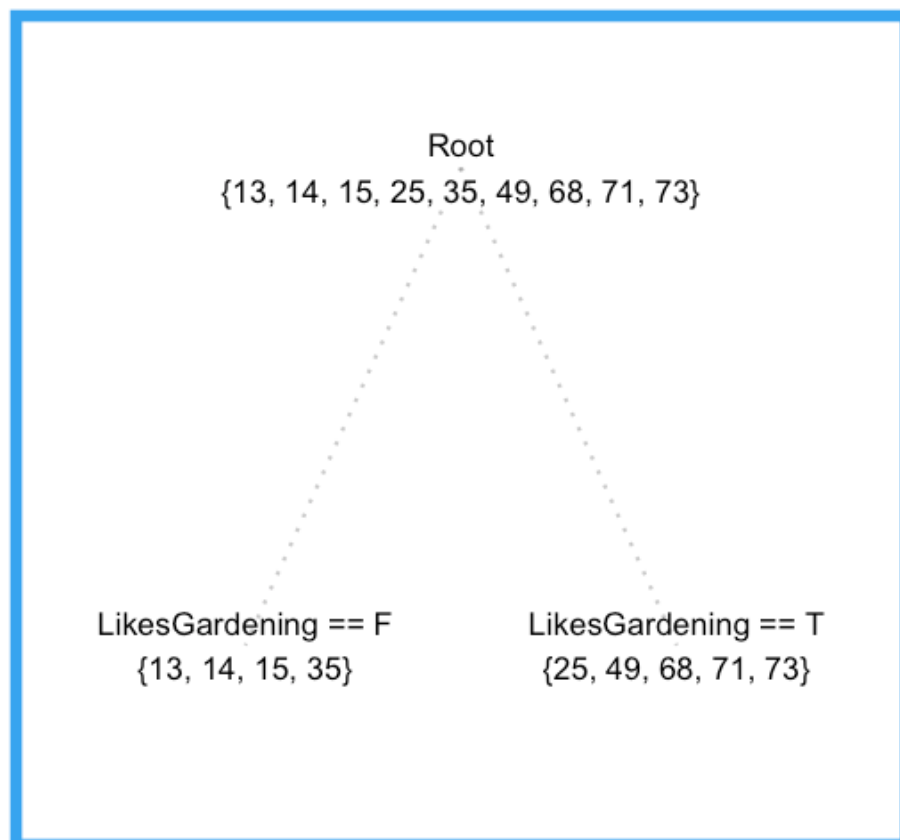 Root
{13, 14, 15, 25, 35, 49, 68, 71, 73}
LikesGardening == F
{13, 14, 15, 35}
LikesGardening == T
{25, 49, 68, 71, 73}